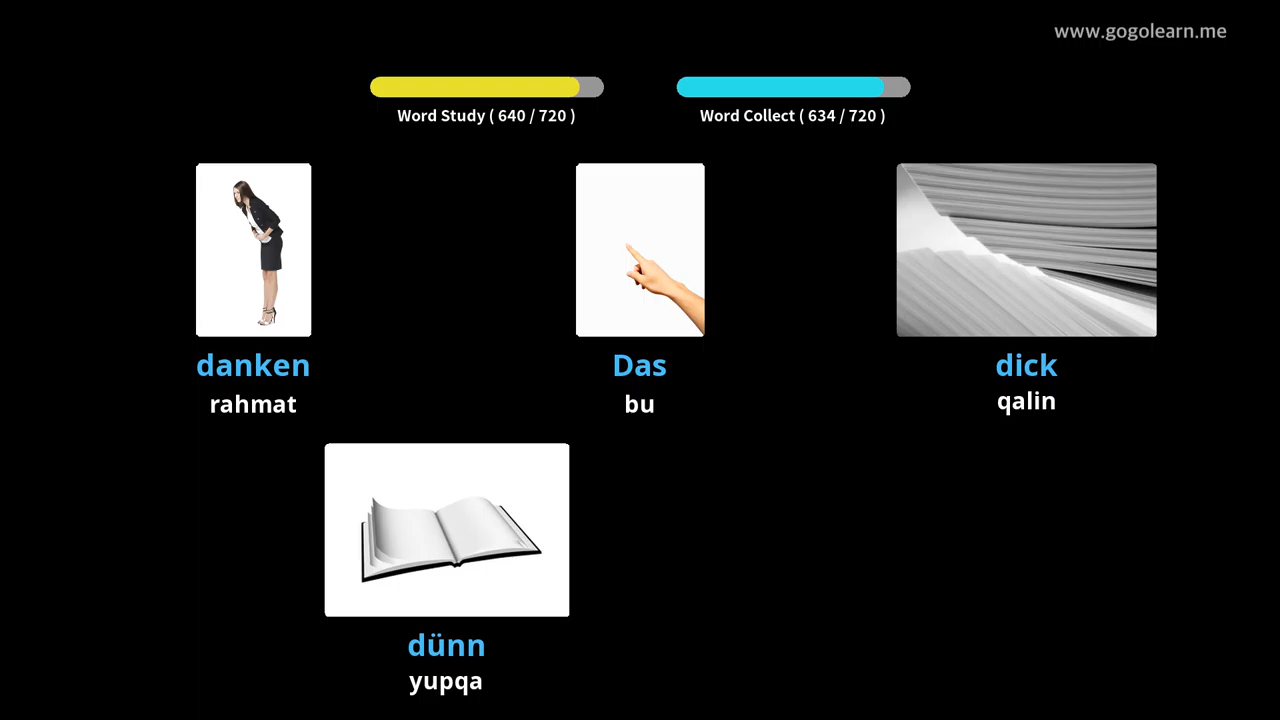 www.gogolearn.me
Word Study ( 640 / 720 )
Word Collect ( 634 / 720 )
danken
rahmat
Das
bu
dick
qalin
dünn
yupqa